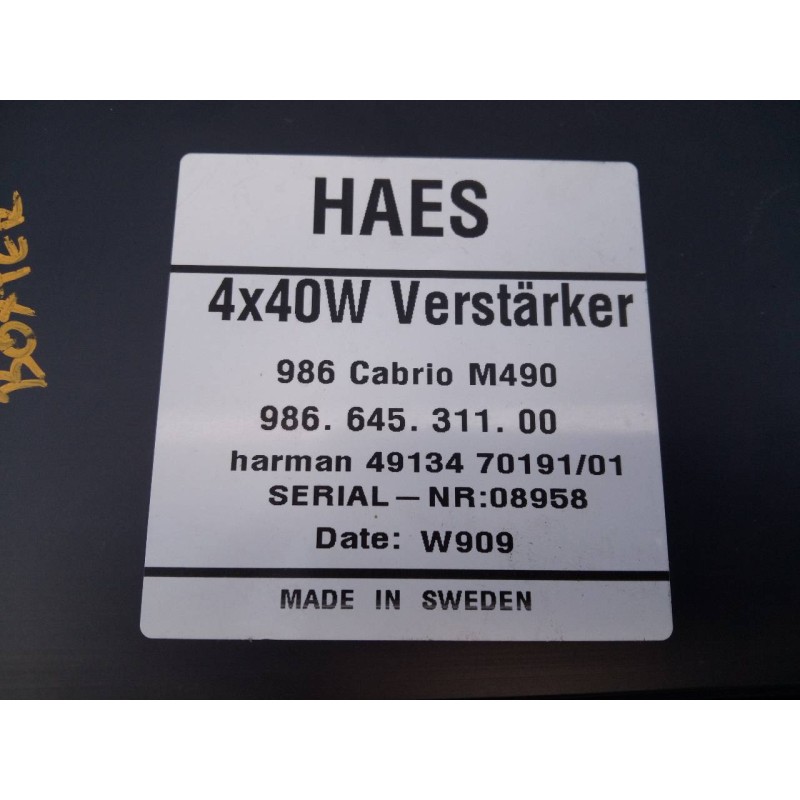 HAES
4x40W Verstärker
986 Cabrio M490
986. 645. 311. 00
harman 49134 70191/01
SERIAL – NR:08958
Date: W909
MADE IN SWEDEN